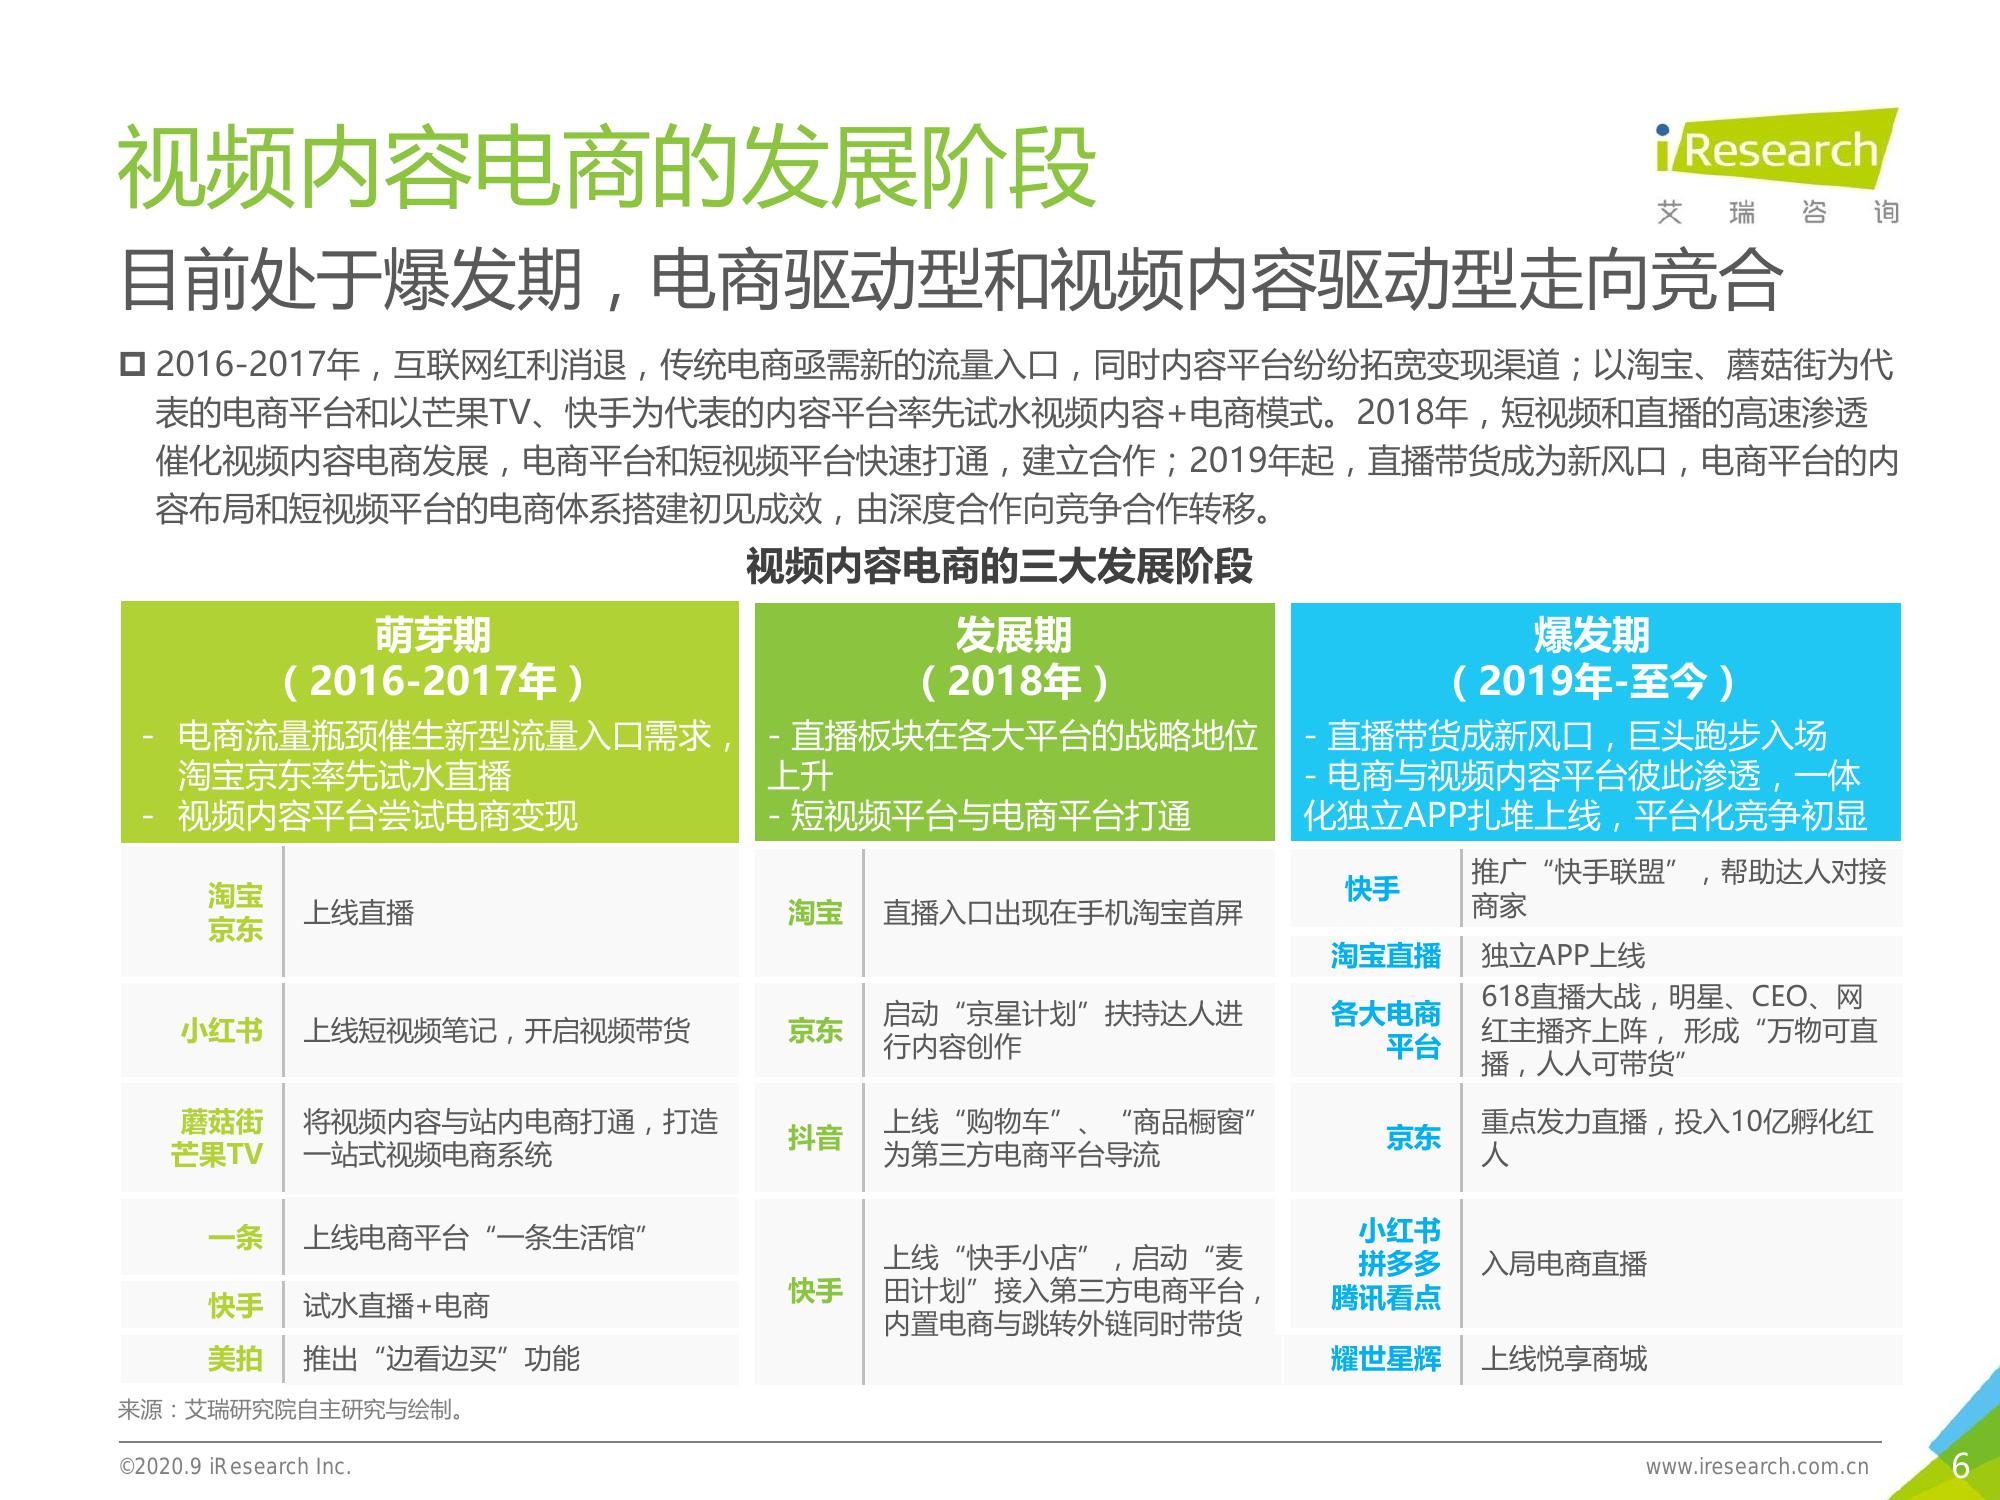 视频内容电商的发展阶段
iResearch
艾瑞咨询
目前处于爆发期，电商驱动型和视频内容驱动型走向竞合
2016-2017年，互联网红利消退，传统电商亟需新的流量入口，同时内容平台纷纷拓宽变现渠道；以淘宝、蘑菇街为代
表的电商平台和以芒果TV、快手为代表的内容平台率先试水视频内容+电商模式。2018年，短视频和直播的高速渗透
催化视频内容电商发展，电商平台和短视频平台快速打通，建立合作；2019年起，直播带货成为新风口，电商平台的内
容布局和短视频平台的电商体系搭建初见成效，由深度合作向竞争合作转移。
视频内容电商的三大发展阶段
萌芽期
（2016-2017年）
- 电商流量瓶颈催生新型流量入口需求，
淘宝京东率先试水直播
- 视频内容平台尝试电商变现
淘宝
京东
上线直播
小红书
上线短视频笔记，开启视频带货
蘑菇街
芒果TV
将视频内容与站内电商打通，打造
一站式视频电商系统
一条
上线电商平台“一条生活馆”
快手
试水直播+电商
美拍
推出“边看边买”功能
发展期
（2018年）
- 直播板块在各大平台的战略地位
上升
- 短视频平台与电商平台打通
淘宝
直播入口出现在手机淘宝首屏
京东
启动“京星计划”扶持达人进
行内容创作
抖音
上线“购物车”、“商品橱窗”
为第三方电商平台导流
快手
上线“快手小店”，启动“麦
田计划”接入第三方电商平台，
内置电商与跳转外链同时带货
爆发期
（2019年-至今）
- 直播带货成新风口，巨头跑步入场
- 电商与视频内容平台彼此渗透，一体
化独立APP扎堆上线，平台化竞争初显
快手
推广“快手联盟”，帮助达人对接
商家
淘宝直播
独立APP上线
各大电商
平台
618直播大战，明星、CEO、网
红主播齐上阵， 形成“万物可直
播，人人可带货”
京东
重点发力直播，投入10亿孵化红
人
小红书
拼多多
腾讯看点
入局电商直播
耀世星辉
上线悦享商城
来源：艾瑞研究院自主研究与绘制。
©2020.9 iResearch Inc.
www.iresearch.com.cn
6